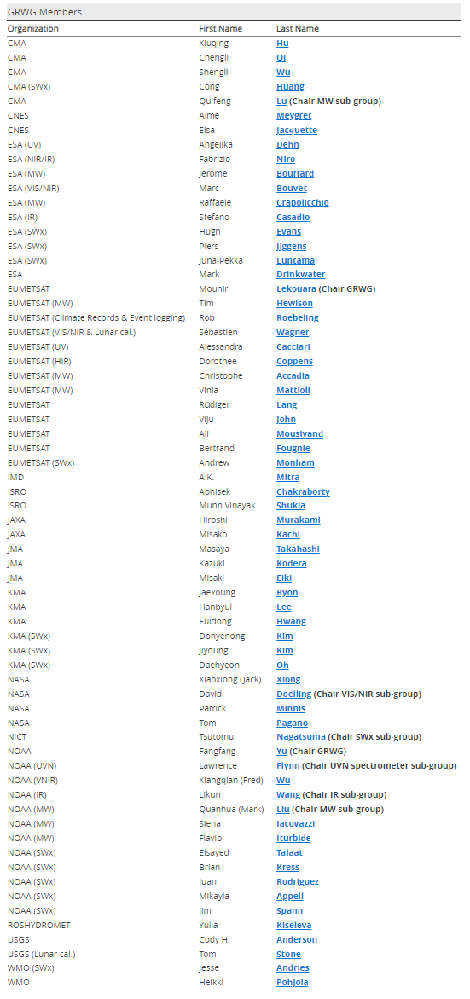 GRWG Members
Organization First Name Last Name
CMA Xiuqing Hu
CMA Chengli Qi
CMA Shengli Wu
CMA (SWx) Cong Huang
CMA Quifeng Lu (Chair MW sub-group)
CNES Aimé Meygret
CNES Elsa Jacquette
ESA (UV) Angelika Dehn
ESA (NIR/IR) Fabrizio Niro
ESA (MW) Jerome Bouffard
ESA (VIS/NIR) Marc Bouvet
ESA (MW) Raffaele Crapolicchio
ESA (IR) Stefano Casadio
ESA (SWx) Hugh Evans
ESA (SWx) Piers Jiggens
ESA (SWx) Juha-Pekka Luntama
ESA Mark Drinkwater
EUMETSAT Mounir Lekouara (Chair GRWG)
EUMETSAT (MW) Tim Hewison
EUMETSAT (Climate Records & Event logging) Rob Roebeling
EUMETSAT (VIS/NIR & Lunar cal.) Sébastien Wagner
EUMETSAT (UV) Alessandra Cacciari
EUMETSAT (HIR) Dorothee Coppens
EUMETSAT (MW) Christophe Accadia
EUMETSAT (MW) Vinia Mattioli
EUMETSAT Rüdiger Lang
EUMETSAT Viju John
EUMETSAT Ali Mousivand
EUMETSAT Bertrand Fougnie
EUMETSAT (SWx) Andrew Monham
IMD A.K. Mitra
ISRO Abhisek Chakraborty
ISRO Munn Vinayak Shukla
JAXA Hiroshi Murakami
JAXA Misako Kachi
JMA Masaya Takahashi
JMA Kazuki Kodera
JMA Misaki Eiki
KMA JaeYoung Byon
KMA Hanbyul Lee
KMA Euidong Hwang
KMA (SWx) Dohyenong Kim
KMA (SWx) Jiyoung Kim
KMA (SWx) Daehyeon Oh
NASA Xiaoxiong (Jack) Xiong
NASA David Doelling (Chair VIS/NIR sub-group)
NASA Patrick Minnis
NASA Tom Pagano
NICT Tsutomu Nagatsuma (Chair SWx sub-group)
NOAA Fangfang Yu (Chair GRWG)
NOAA (UVN) Lawrence Flynn (Chair UVN spectrometer sub-group)
NOAA (VNIR) Xiangqian (Fred) Wu
NOAA (IR) Likun Wang (Chair IR sub-group)
NOAA (MW) Quanhua (Mark) Liu (Chair MW sub-group)
NOAA (MW) Siena Iacovazzi
NOAA (MW) Flavio Iturbide
NOAA (SWx) Elsayed Talaat
NOAA (SWx) Brian Kress
NOAA (SWx) Juan Rodriguez
NOAA (SWx) Mikayla Appell
NOAA (SWx) Jim Spann
ROSHYDROMET Yulia Kiseleva
USGS Cody H. Anderson
USGS (Lunar cal.) Tom Stone
WMO (SWx) Jesse Andries
WMO Heikki Pohjola